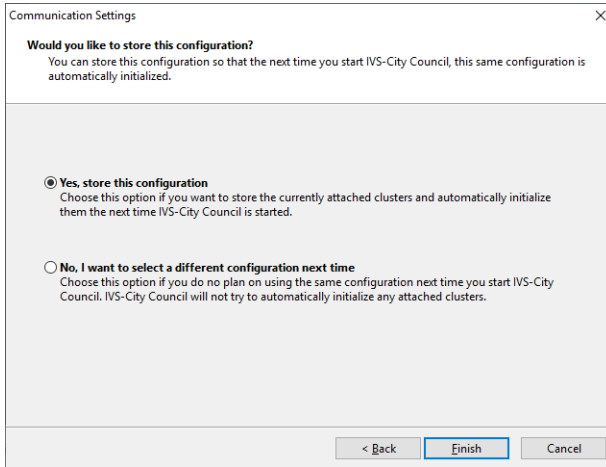 Communication Settings
Would you like to store this configuration?
You can store this configuration so that the next time you start IVS-City Council, this same configuration is
automatically initialized.
Yes, store this configuration
Choose this option if you want to store the currently attached clusters and automatically initialize
them the next time IVS-City Council is started.
No, I want to select a different configuration next time
Choose this option if you do no plan on using the same configuration next time you start IVS-City
Council. IVS-City Council will not try to automatically initialize any attached clusters.
< Back
Finish
Cancel